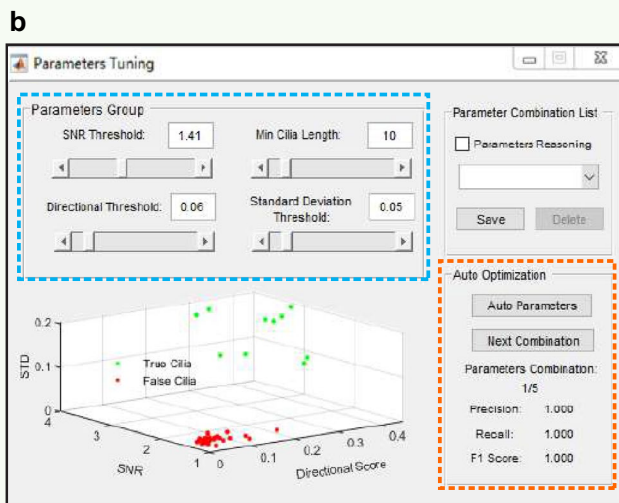 b
Parameters Tuning
Parameters Group
SNR Threshold: 1.41 Min Cilia Length: 10
Directional Threshold: 0.06 Standard Deviation Threshold: 0.05
Parameter Combination List
Parameters Reasoning
Save Delete
Auto Optimization
Auto Parameters
Next Combination
Parameters Combination:
1/5
Precision: 1.000
Recall: 1.000
F1 Score: 1.000
0.2
0.1
0
STD
True Cilia
False Cilia
4
3
2
1
SNR
0
0.1
0.2
0.3
0.4
Directional Score